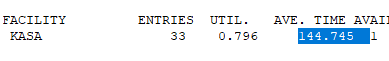 FACILITY ENTRIES UTIL. AVE. TIME AVAI
KASA 33 0.796 144.745 1